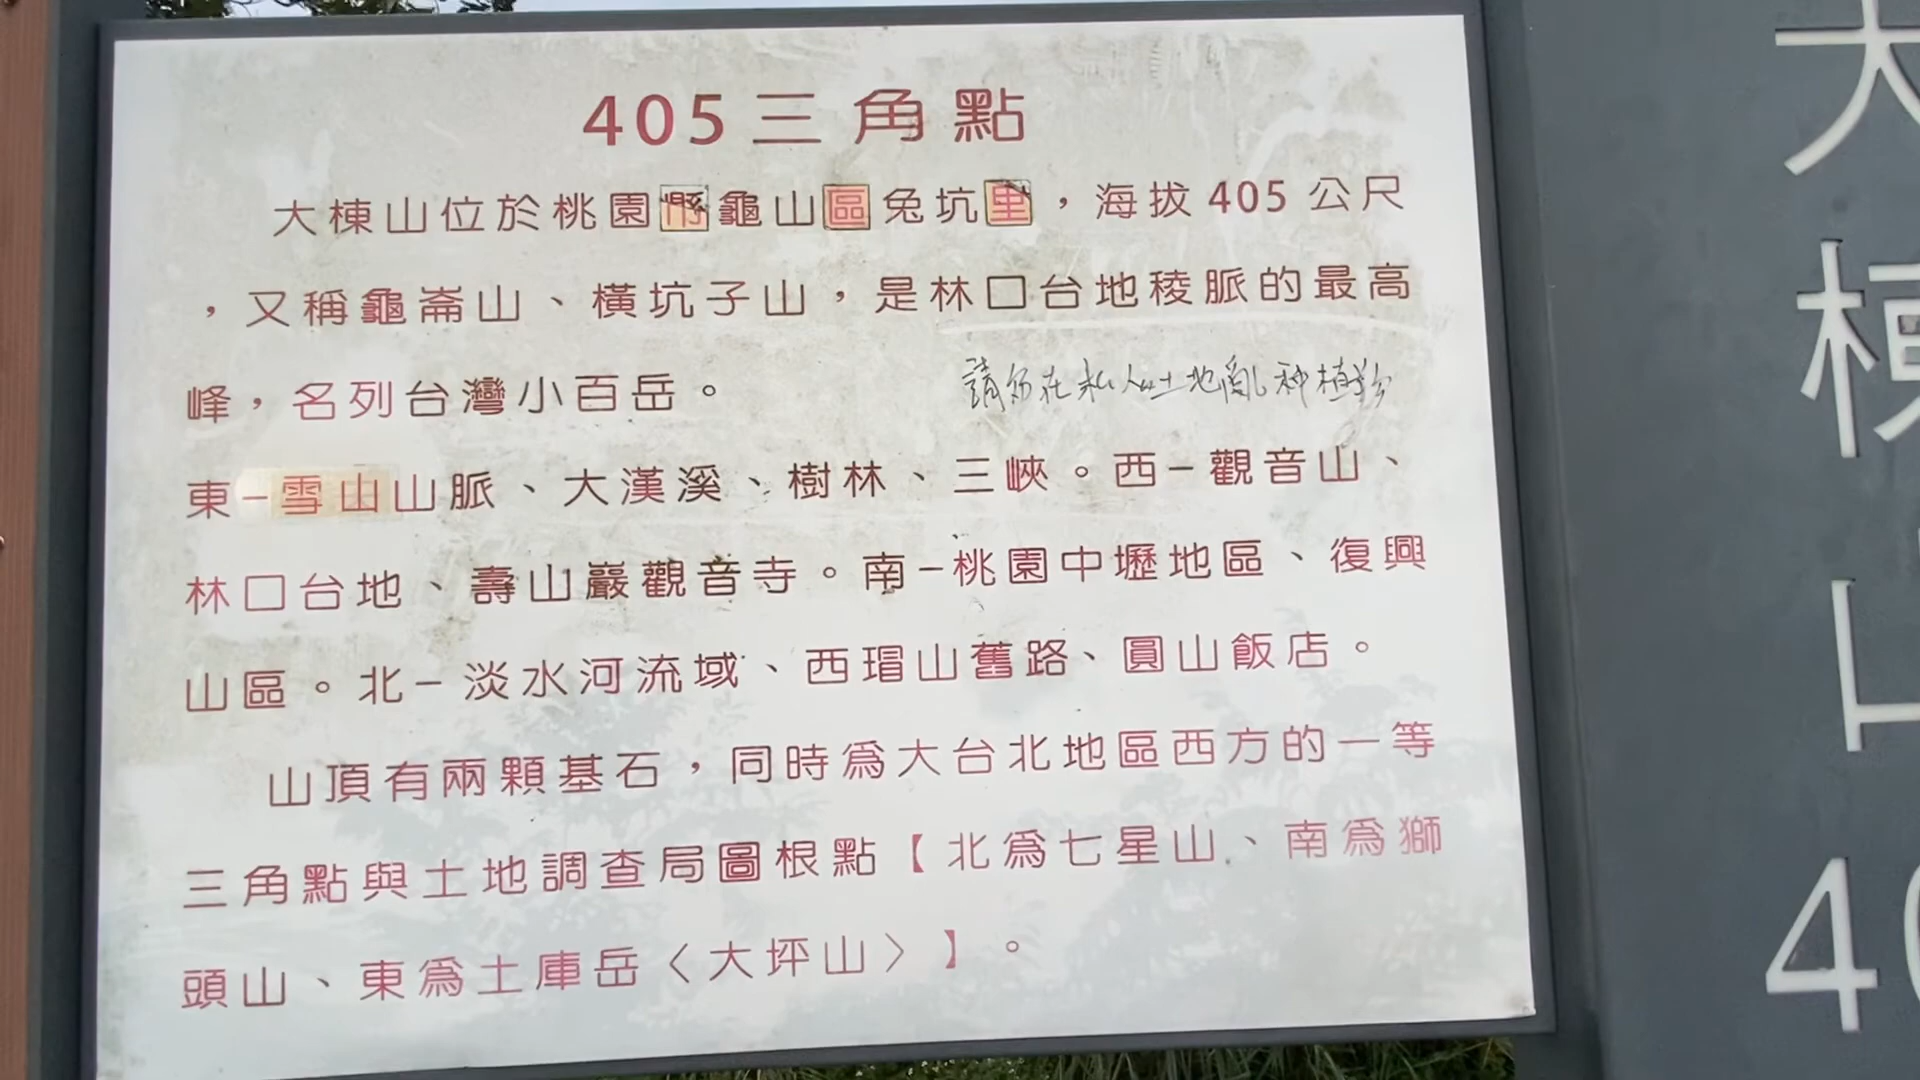 405三角點
大棟山位於桃園龜山區兔坑里，海拔405公尺
，又稱龜崙山、橫坑子山，是林口台地稜脈的最高
峰，名列台灣小百岳。
請勿在私人土地亂种植物
東–雪山山脈、大漢溪、樹林、三峽。西–觀音山、
林口台地、壽山巖觀音寺。南–桃園中壢地區、復興
山區。北–淡水河流域、西瑁山舊路、圓山飯店。
山頂有兩顆基石，同時為大台北地區西方的一等
三角點與土地調查局圖根點【北為七星山、南為獅
頭山、東為土庫岳〈大坪山〉】。
大
棟
山
40